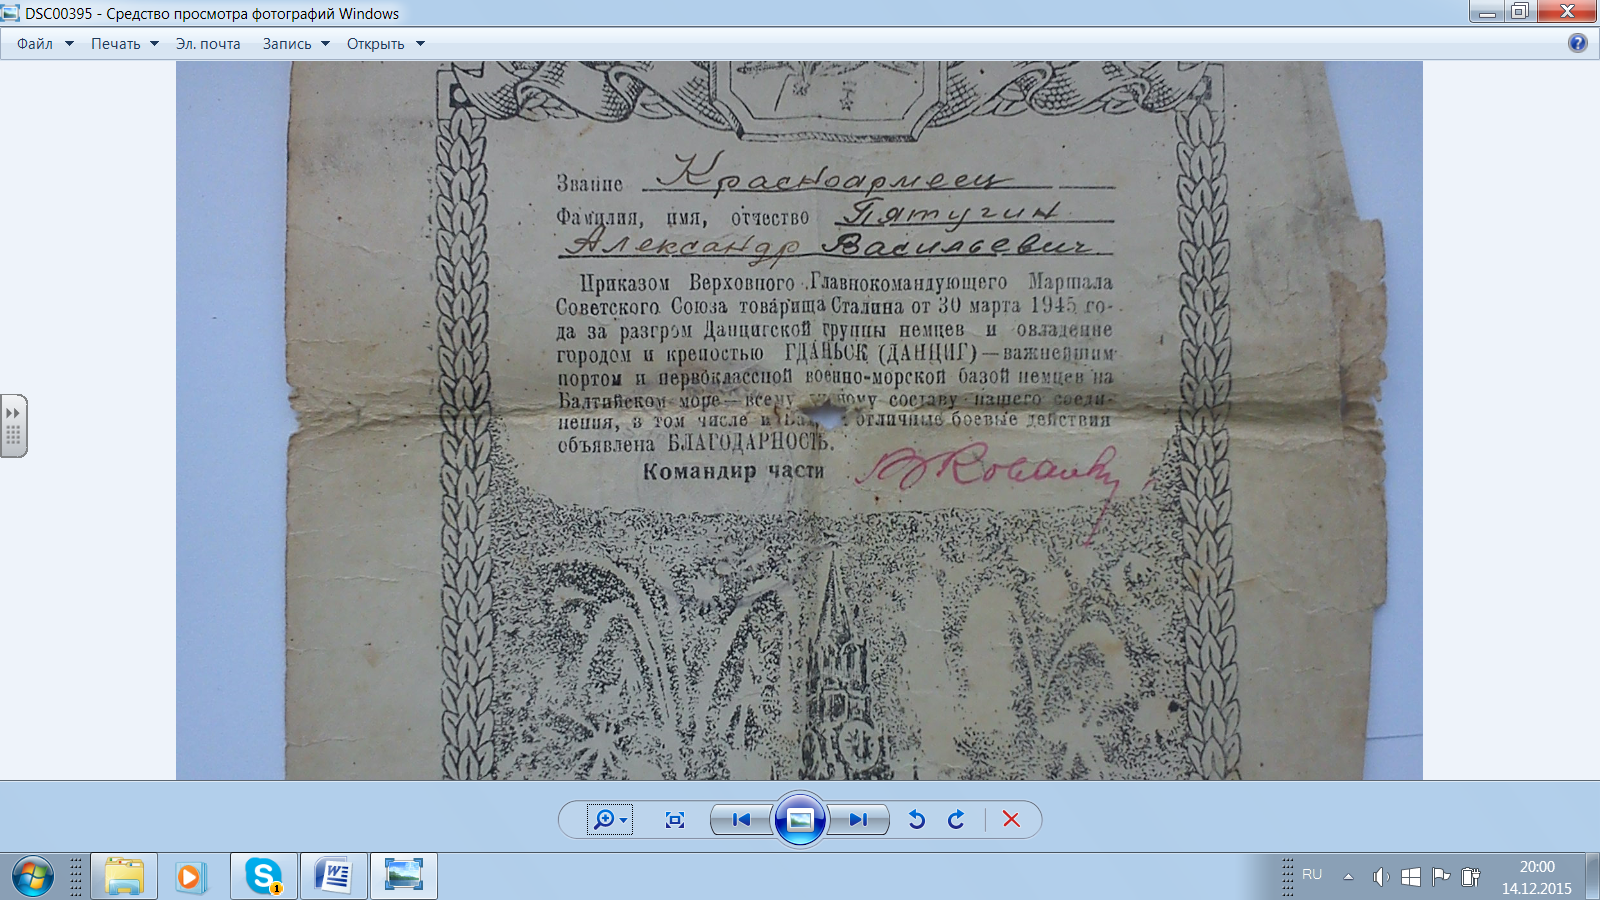 DSC00395 - Средство просмотра фотографий Windows
Файл Печать Эл. почта Запись Открыть
Звание Красноармеец
Фамилия, имя, отчество Пятугин
Александр Васильевич.
Приказом Верховного Главнокомандующего Маршала
Советского Союза товарища Сталина от 30 марта 1945 го-
да за разгром Данцигской группы немцев и овладение
городом и крепостью ГДАНЬСК (ДАНЦИГ) — важнейшим
портом и первоклассной военно-морской базой немцев на
Балтийском море — всему составу нашего соеди-
нения, в том числе и отличные боевые действия
объявлена БЛАГОДАРНОСТЬ.
Командир части
RU
20:00
14.12.2015
1